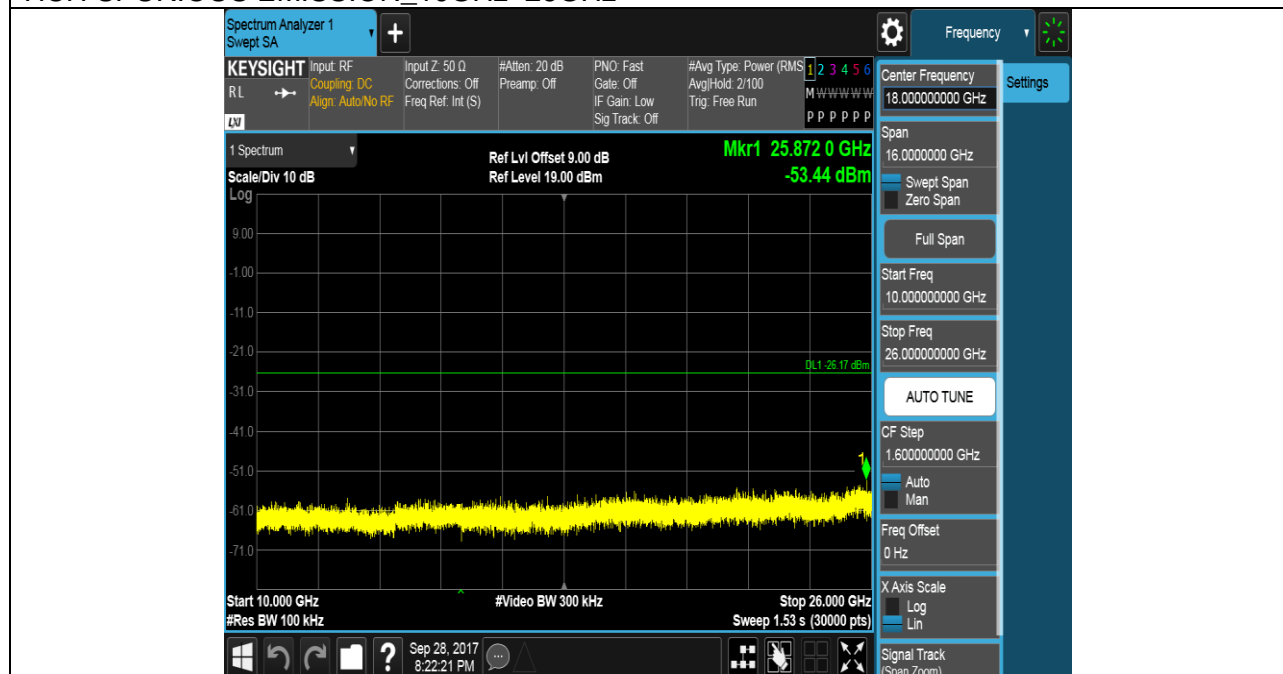 Spectrum Analyzer 1
Swept SA
+
Frequency
KEYSIGHT
RL
LXI
Input: RF
Coupling: DC
Align: Auto/No RF
Input Z: 50 Ω
Corrections: Off
Freq Ref: Int (S)
#Atten: 20 dB
Preamp: Off
PNO: Fast
Gate: Off
IF Gain: Low
Sig Track: Off
#Avg Type: Power (RMS
Avg|Hold: 2/100
Trig: Free Run
1 2 3 4 5 6
M W W W W W
P P P P P P
1 Spectrum
Scale/Div 10 dB
Ref Lvl Offset 9.00 dB
Ref Level 19.00 dBm
Mkr1 25.872 0 GHz
-53.44 dBm
Log
9.00
-1.00
-11.0
-21.0
DL1 -26.17 dBm
-31.0
-41.0
1
-51.0
-61.0
-71.0
Start 10.000 GHz
#Res BW 100 kHz
#Video BW 300 kHz
Stop 26.000 GHz
Sweep 1.53 s (30000 pts)
?
Sep 28, 2017
8:22:21 PM
Center Frequency
18.000000000 GHz
Settings
Span
16.0000000 GHz
Swept Span
Zero Span
Full Span
Start Freq
10.000000000 GHz
Stop Freq
26.000000000 GHz
AUTO TUNE
CF Step
1.600000000 GHz
Auto
Man
Freq Offset
0 Hz
X Axis Scale
Log
Lin
Signal Track
(Span Zoom)